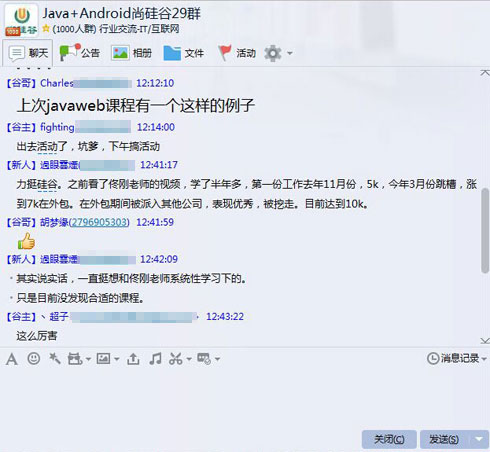 Java+Android尚硅谷29群
(1000人群) 行业交流-IT/互联网
聊天 公告 相册 文件 活动
【谷哥】Charles 12:12:10
上次javaweb课程有一个这样的例子
【谷主】fighting 12:14:00
出去活动了，坑爹，下午搞活动
【新人】過眼雲煙( 12:41:17
力挺硅谷。之前看了佟刚老师的视频，学了半年多，第一份工作去年11月份，5k，今年3月份跳槽，涨
到7k在外包。在外包期间被派入其他公司，表现优秀，被挖走。目前达到10k。
【谷哥】胡梦缘(2796905303) 12:41:59
【新人】過眼雲煙 12:42:09
其实说实话，一直挺想和佟刚老师系统性学习下的。
只是目前没发现合适的课程。
【谷主】丶超子 12:43:22
这么厉害
消息记录
关闭(C) 发送(S)